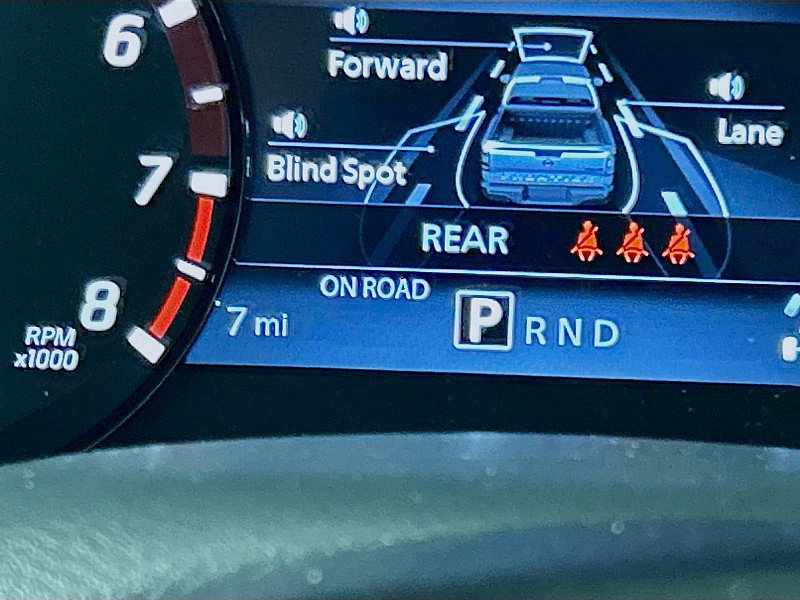 6
7
8
RPM
x1000
Forward
Lane
Blind Spot
REAR
ON ROAD
7 mi
P R N D